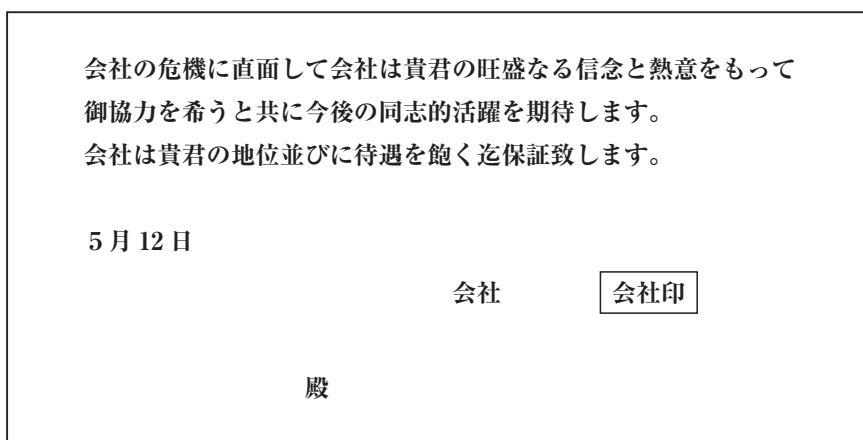 会社の危機に直面して会社は貴君の旺盛なる信念と熱意をもって
御協力を希うと共に今後の同志的活躍を期待します。
会社は貴君の地位並びに待遇を飽く迄保証致します。
5月12日
会社 会社印
殿